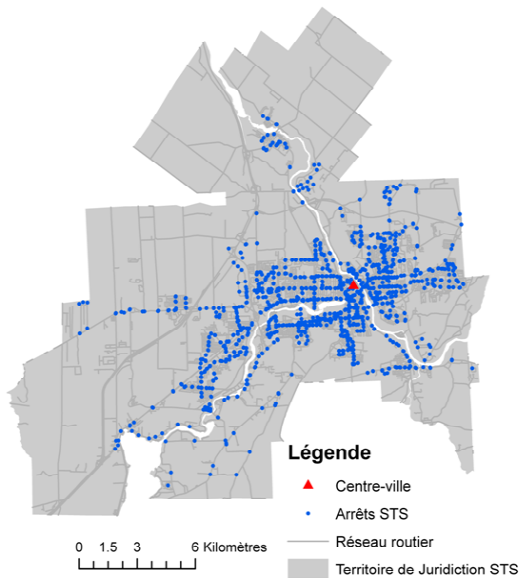 Légende
Centre-ville
Arrêts STS
Réseau routier
Territoire de Juridiction STS
0 1.5 3 6 Kilomètres